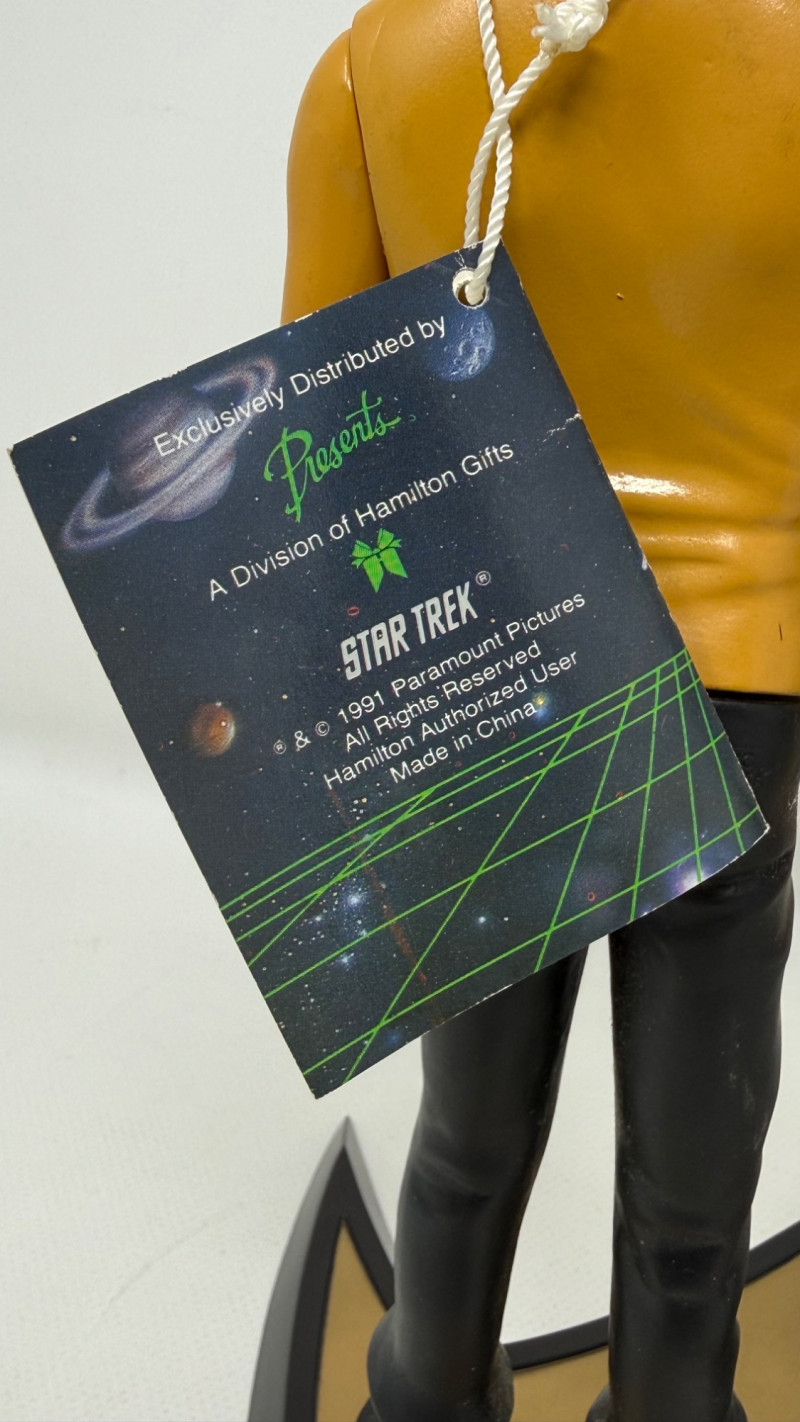 Exclusively Distributed by
Presents
A Division of Hamilton Gifts
STAR TREK®
® & © 1991 Paramount Pictures
All Rights Reserved
Hamilton Authorized User
Made in China